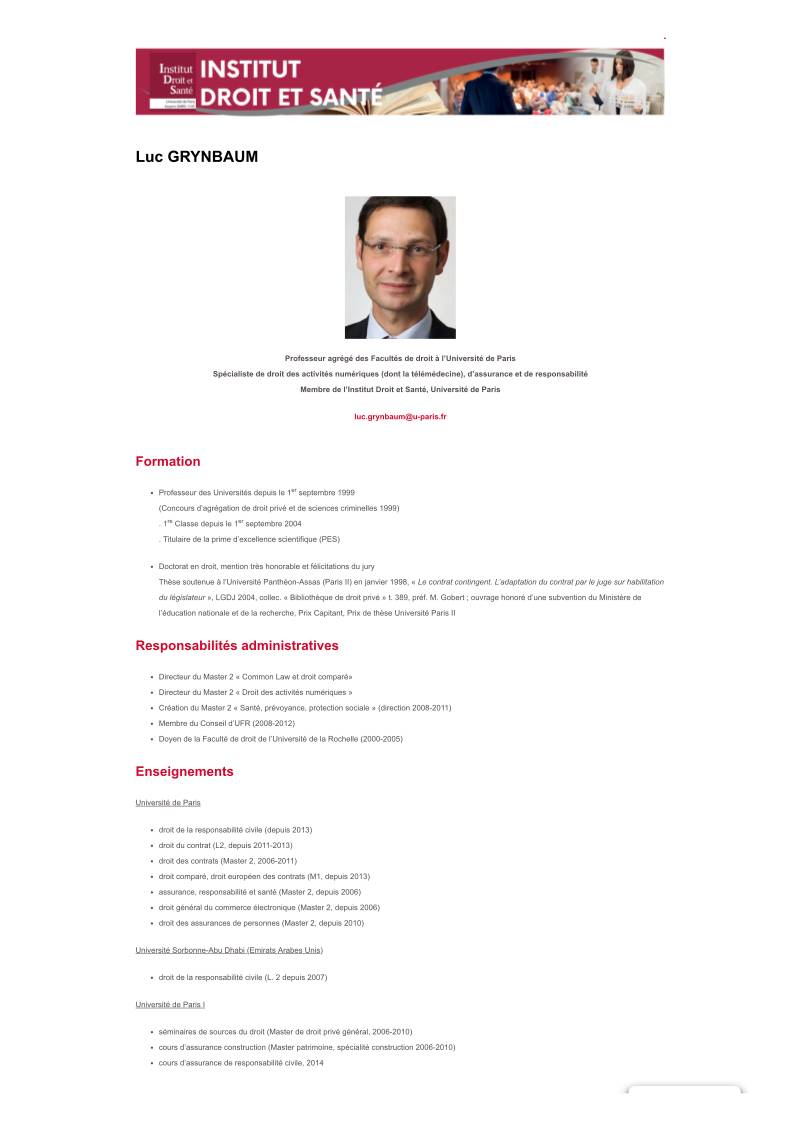 Institut
Droit et
Santé
INSTITUT
DROIT ET SANTÉ
Luc GRYNBAUM
Professeur agrégé des Facultés de droit à l'Université de Paris
Spécialiste de droit des activités numériques (dont la télémédecine), d'assurance et de responsabilité
Membre de l'Institut Droit et Santé, Université de Paris
luc.grynbaum@u-paris.fr
Formation
• Professeur des Universités depuis le 1er septembre 1999
(Concours d'agrégation de droit privé et de sciences criminelles 1999)
. 1re Classe depuis le 1er septembre 2004
. Titulaire de la prime d'excellence scientifique (PES)
• Doctorat en droit, mention très honorable et félicitations du jury
Thèse soutenue à l'Université Panthéon-Assas (Paris II) en janvier 1998, « Le contrat contingent. L'adaptation du contrat par le juge sur habilitation
du législateur », LGDJ 2004, collec. « Bibliothèque de droit privé » t. 389, préf. M. Gobert ; ouvrage honoré d'une subvention du Ministère de
l'éducation nationale et de la recherche, Prix Capitant, Prix de thèse Université Paris II
Responsabilités administratives
• Directeur du Master 2 « Common Law et droit comparé»
• Directeur du Master 2 « Droit des activités numériques »
• Création du Master 2 « Santé, prévoyance, protection sociale » (direction 2008-2011)
• Membre du Conseil d'UFR (2008-2012)
• Doyen de la Faculté de droit de l'Université de la Rochelle (2000-2005)
Enseignements
Université de Paris
• droit de la responsabilité civile (depuis 2013)
• droit du contrat (L2, depuis 2011-2013)
• droit des contrats (Master 2, 2006-2011)
• droit comparé, droit européen des contrats (M1, depuis 2013)
• assurance, responsabilité et santé (Master 2, depuis 2006)
• droit général du commerce électronique (Master 2, depuis 2006)
• droit des assurances de personnes (Master 2, depuis 2010)
Université Sorbonne-Abu Dhabi (Emirats Arabes Unis)
• droit de la responsabilité civile (L. 2 depuis 2007)
Université de Paris I
• séminaires de sources du droit (Master de droit privé général, 2006-2010)
• cours d'assurance construction (Master patrimoine, spécialité construction 2006-2010)
• cours d'assurance de responsabilité civile, 2014